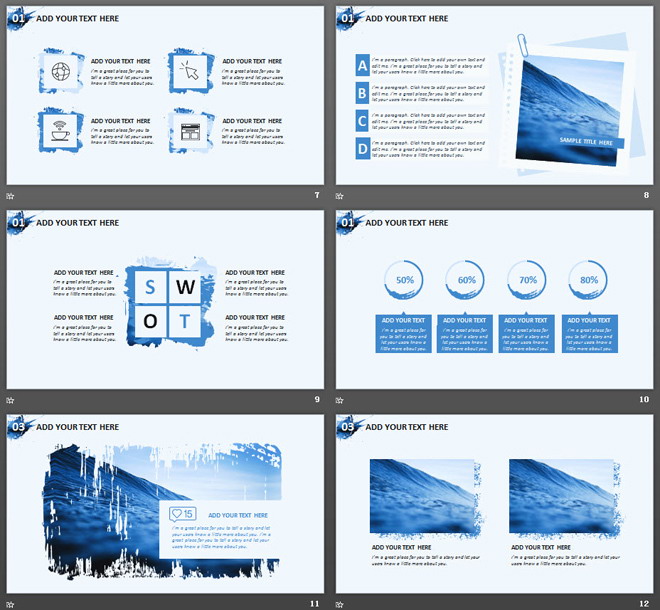 01 ADD YOUR TEXT HERE
ADD YOUR TEXT HERE
I'm a great place for you to
tell a story and let your
users know a little more about you.
ADD YOUR TEXT HERE
I'm a great place for you to
tell a story and let your
users know a little more about you.
ADD YOUR TEXT HERE
I'm a great place for you to
tell a story and let your
users know a little more about you.
ADD YOUR TEXT HERE
I'm a great place for you to
tell a story and let your
users know a little more about you.
7
01 ADD YOUR TEXT HERE
A
I'm a paragraph. Click here to add your own text and
edit me. I'm a great place for you to tell a story and
let your users know a little more about you.
B
I'm a paragraph. Click here to add your own text and
edit me. I'm a great place for you to tell a story and
let your users know a little more about you.
C
I'm a paragraph. Click here to add your own text and
edit me. I'm a great place for you to tell a story and
let your users know a little more about you.
D
I'm a paragraph. Click here to add your own text and
edit me. I'm a great place for you to tell a story and
let your users know a little more about you.
SAMPLE TITLE HERE
8
01 ADD YOUR TEXT HERE
ADD YOUR TEXT HERE
I'm a great place for you to
tell a story and let your users
know a little more about you.
ADD YOUR TEXT HERE
I'm a great place for you to
tell a story and let your users
know a little more about you.
S W
O T
ADD YOUR TEXT HERE
I'm a great place for you to
tell a story and let your users
know a little more about you.
ADD YOUR TEXT HERE
I'm a great place for you to
tell a story and let your users
know a little more about you.
9
01 ADD YOUR TEXT HERE
50% 60% 70% 80%
ADD YOUR TEXT
I'm a great place for
you to tell a story and
let your users know a
little more about you.
ADD YOUR TEXT
I'm a great place for
you to tell a story and
let your users know a
little more about you.
ADD YOUR TEXT
I'm a great place for
you to tell a story and
let your users know a
little more about you.
ADD YOUR TEXT
I'm a great place for
you to tell a story and
let your users know a
little more about you.
10
03 ADD YOUR TEXT HERE
15 ADD YOUR TEXT HERE
I'm a great place for you to tell a story and let
your users know a little more about you. I'm a
great place for you to tell a story and let your
users know a little more about you.
11
03 ADD YOUR TEXT HERE
ADD YOUR TEXT HERE
I'm a great place for you to tell a story and let
your users know a little more about you.
ADD YOUR TEXT HERE
I'm a great place for you to tell a story and let
your users know a little more about you.
12